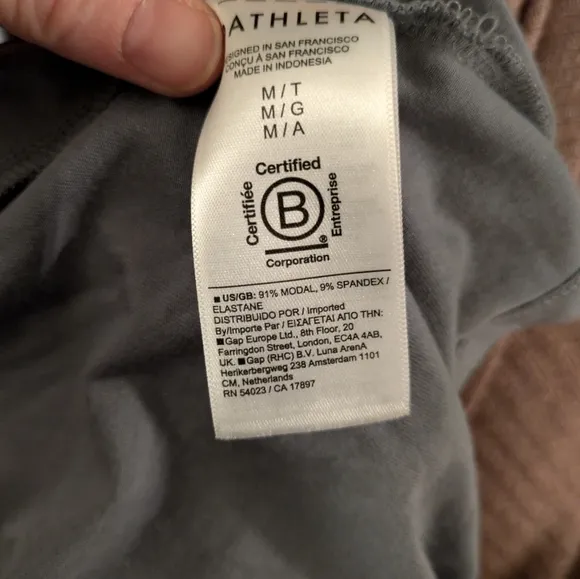 ATHLETA
DESIGNED IN SAN FRANCISCO
CONÇU À SAN FRANCISCO
MADE IN INDONESIA
M/T
M/G
M/A
Certified
Certifiée
B
®
Entreprise
Corporation
■ US/GB: 91% MODAL, 9% SPANDEX /
ELASTANE
DISTRIBUIDO POR / Imported
By/Importe Par / ΕΙΣΑΓΕΤΑΙ ΑΠΟ ΤΗΝ:
■Gap Europe Ltd., 8th Floor, 20
Farringdon Street, London, EC4A 4AB,
UK. ■Gap (RHC) B.V. Luna ArenA
Herikerbergweg 238 Amsterdam 1101
CM, Netherlands
RN 54023 / CA 17897